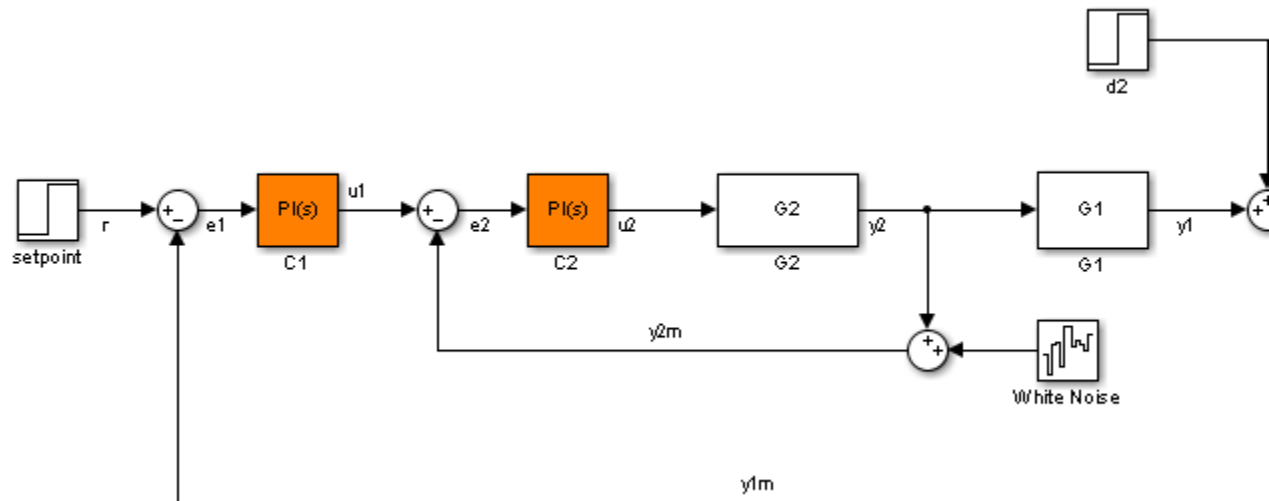 d2
setpoint
r
+
−
e1
PI(s)
C1
u1
+
−
e2
PI(s)
C2
u2
G2
G2
y2
G1
G1
y1
+
+
y2m
+
+
White Noise
y1m